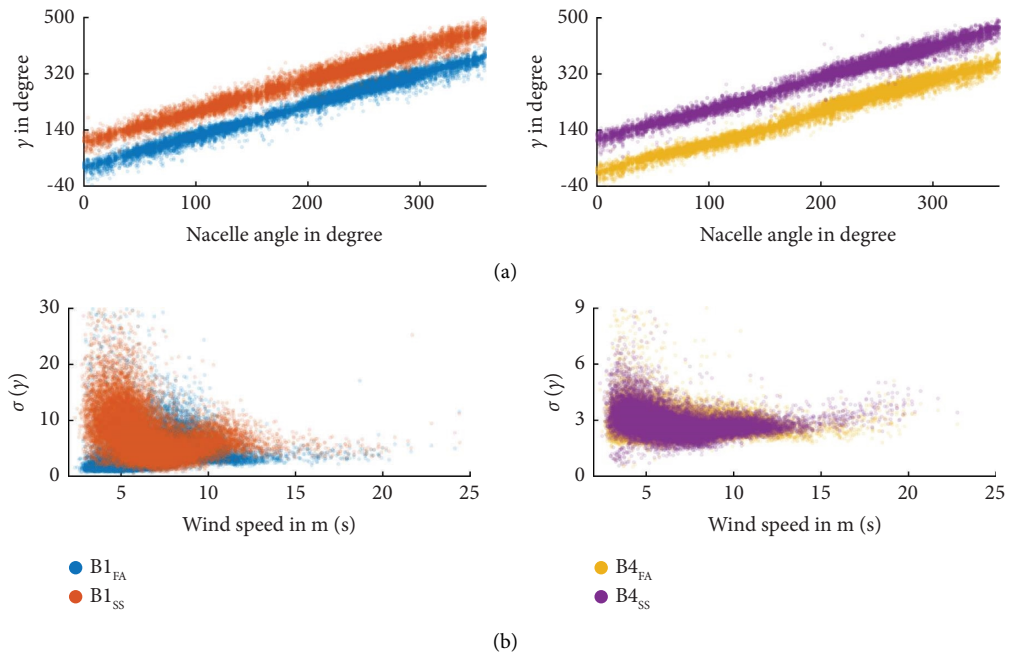 500
320
140
-40
γ in degree
0
100
200
300
Nacelle angle in degree
500
320
140
-40
γ in degree
0
100
200
300
Nacelle angle in degree
(a)
30
20
10
0
σ (γ)
5
10
15
20
25
Wind speed in m (s)
9
6
3
0
σ (γ)
5
10
15
20
25
Wind speed in m (s)
B1FA
B1SS
B4FA
B4SS
(b)